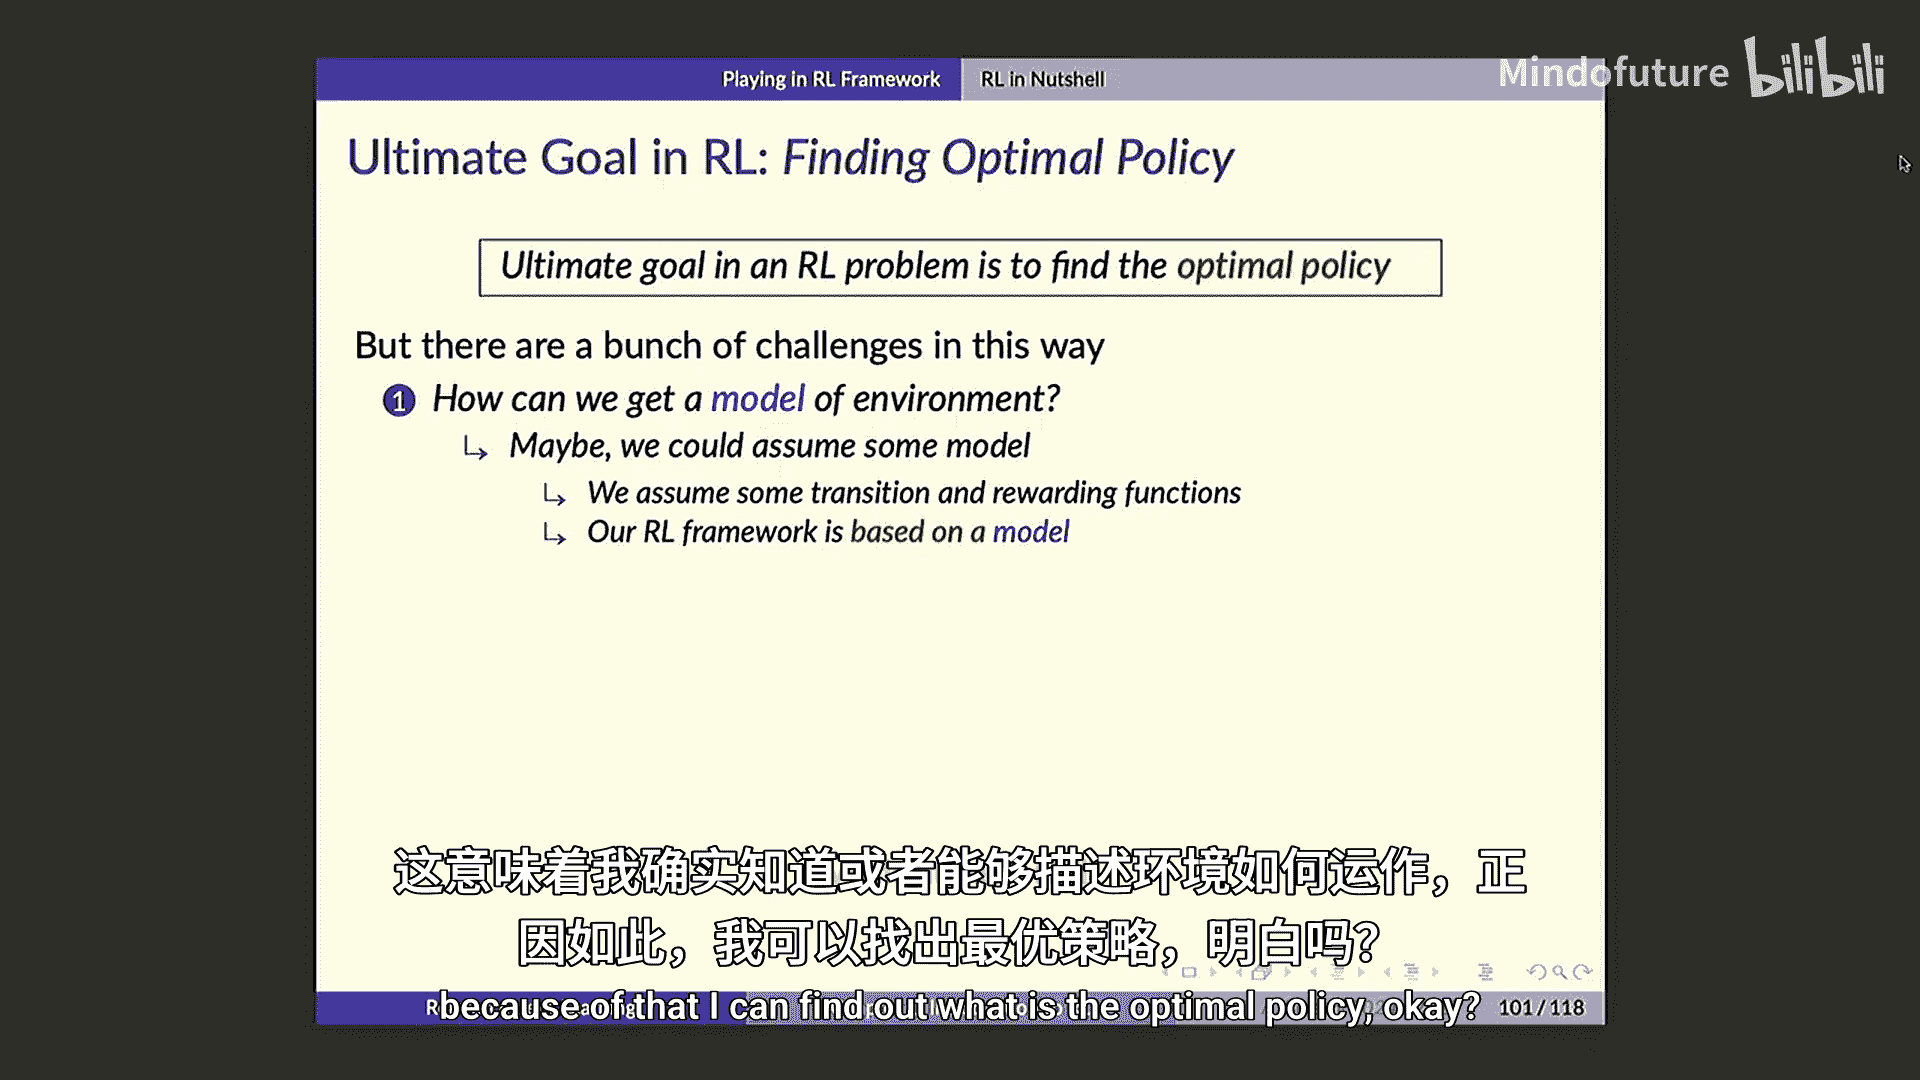 Playing in RL Framework
RL in Nutshell
Mindofuture
bilibili
Ultimate Goal in RL: Finding Optimal Policy
Ultimate goal in an RL problem is to find the optimal policy
But there are a bunch of challenges in this way
1 How can we get a model of environment?
↳ Maybe, we could assume some model
↳ We assume some transition and rewarding functions
↳ Our RL framework is based on a model
这意味着我确实知道或者能够描述环境如何运作，正
因如此，我可以找出最优策略，明白吗？
because of that I can find out what is the optimal policy, okay?
101 / 118